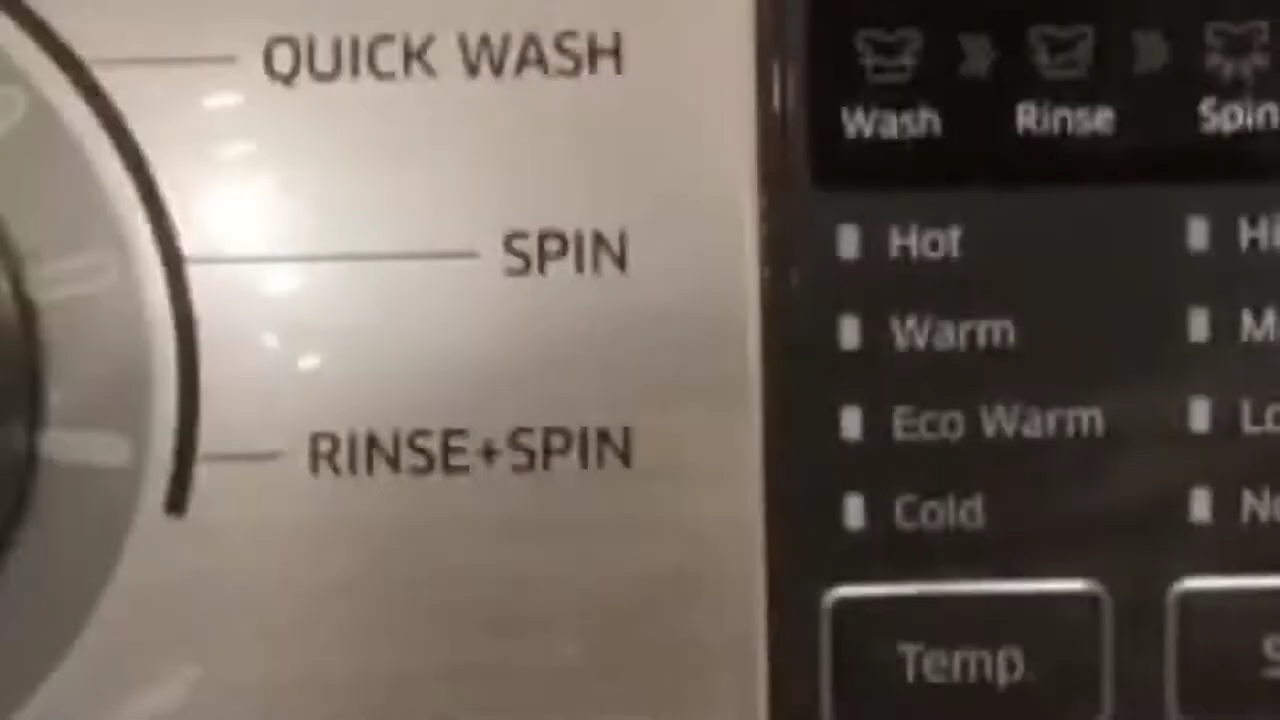 QUICK WASH
SPIN
RINSE+SPIN
Wash Rinse Spin
Hot
Warm
Eco Warm
Cold
Temp.